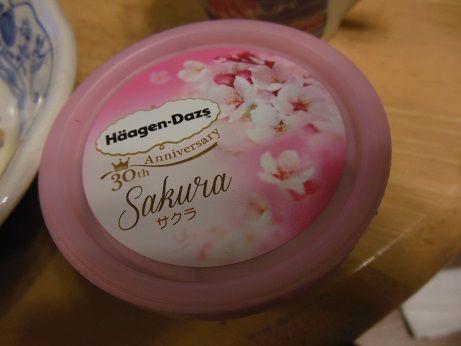 Häagen-Dazs
30th Anniversary
Sakura
サクラ